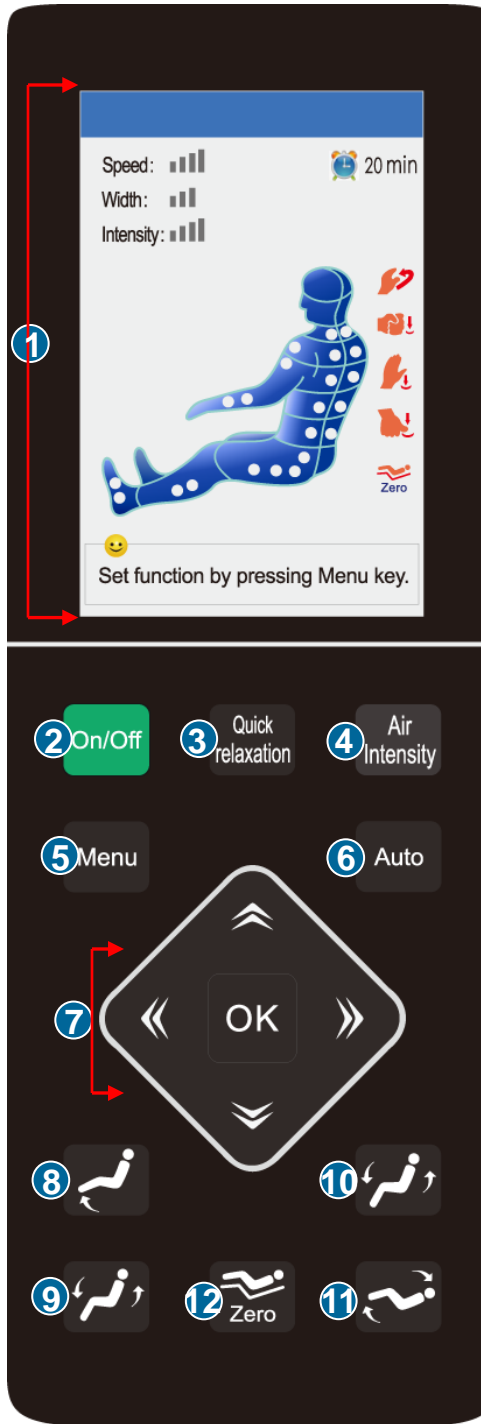 Speed:
20 min
Width:
Intensity:
1
Zero
Set function by pressing Menu key.
2
On/Off
3
Quick
relaxation
4
Air
Intensity
5
Menu
6
Auto
7
OK
8
10
9
12
Zero
11